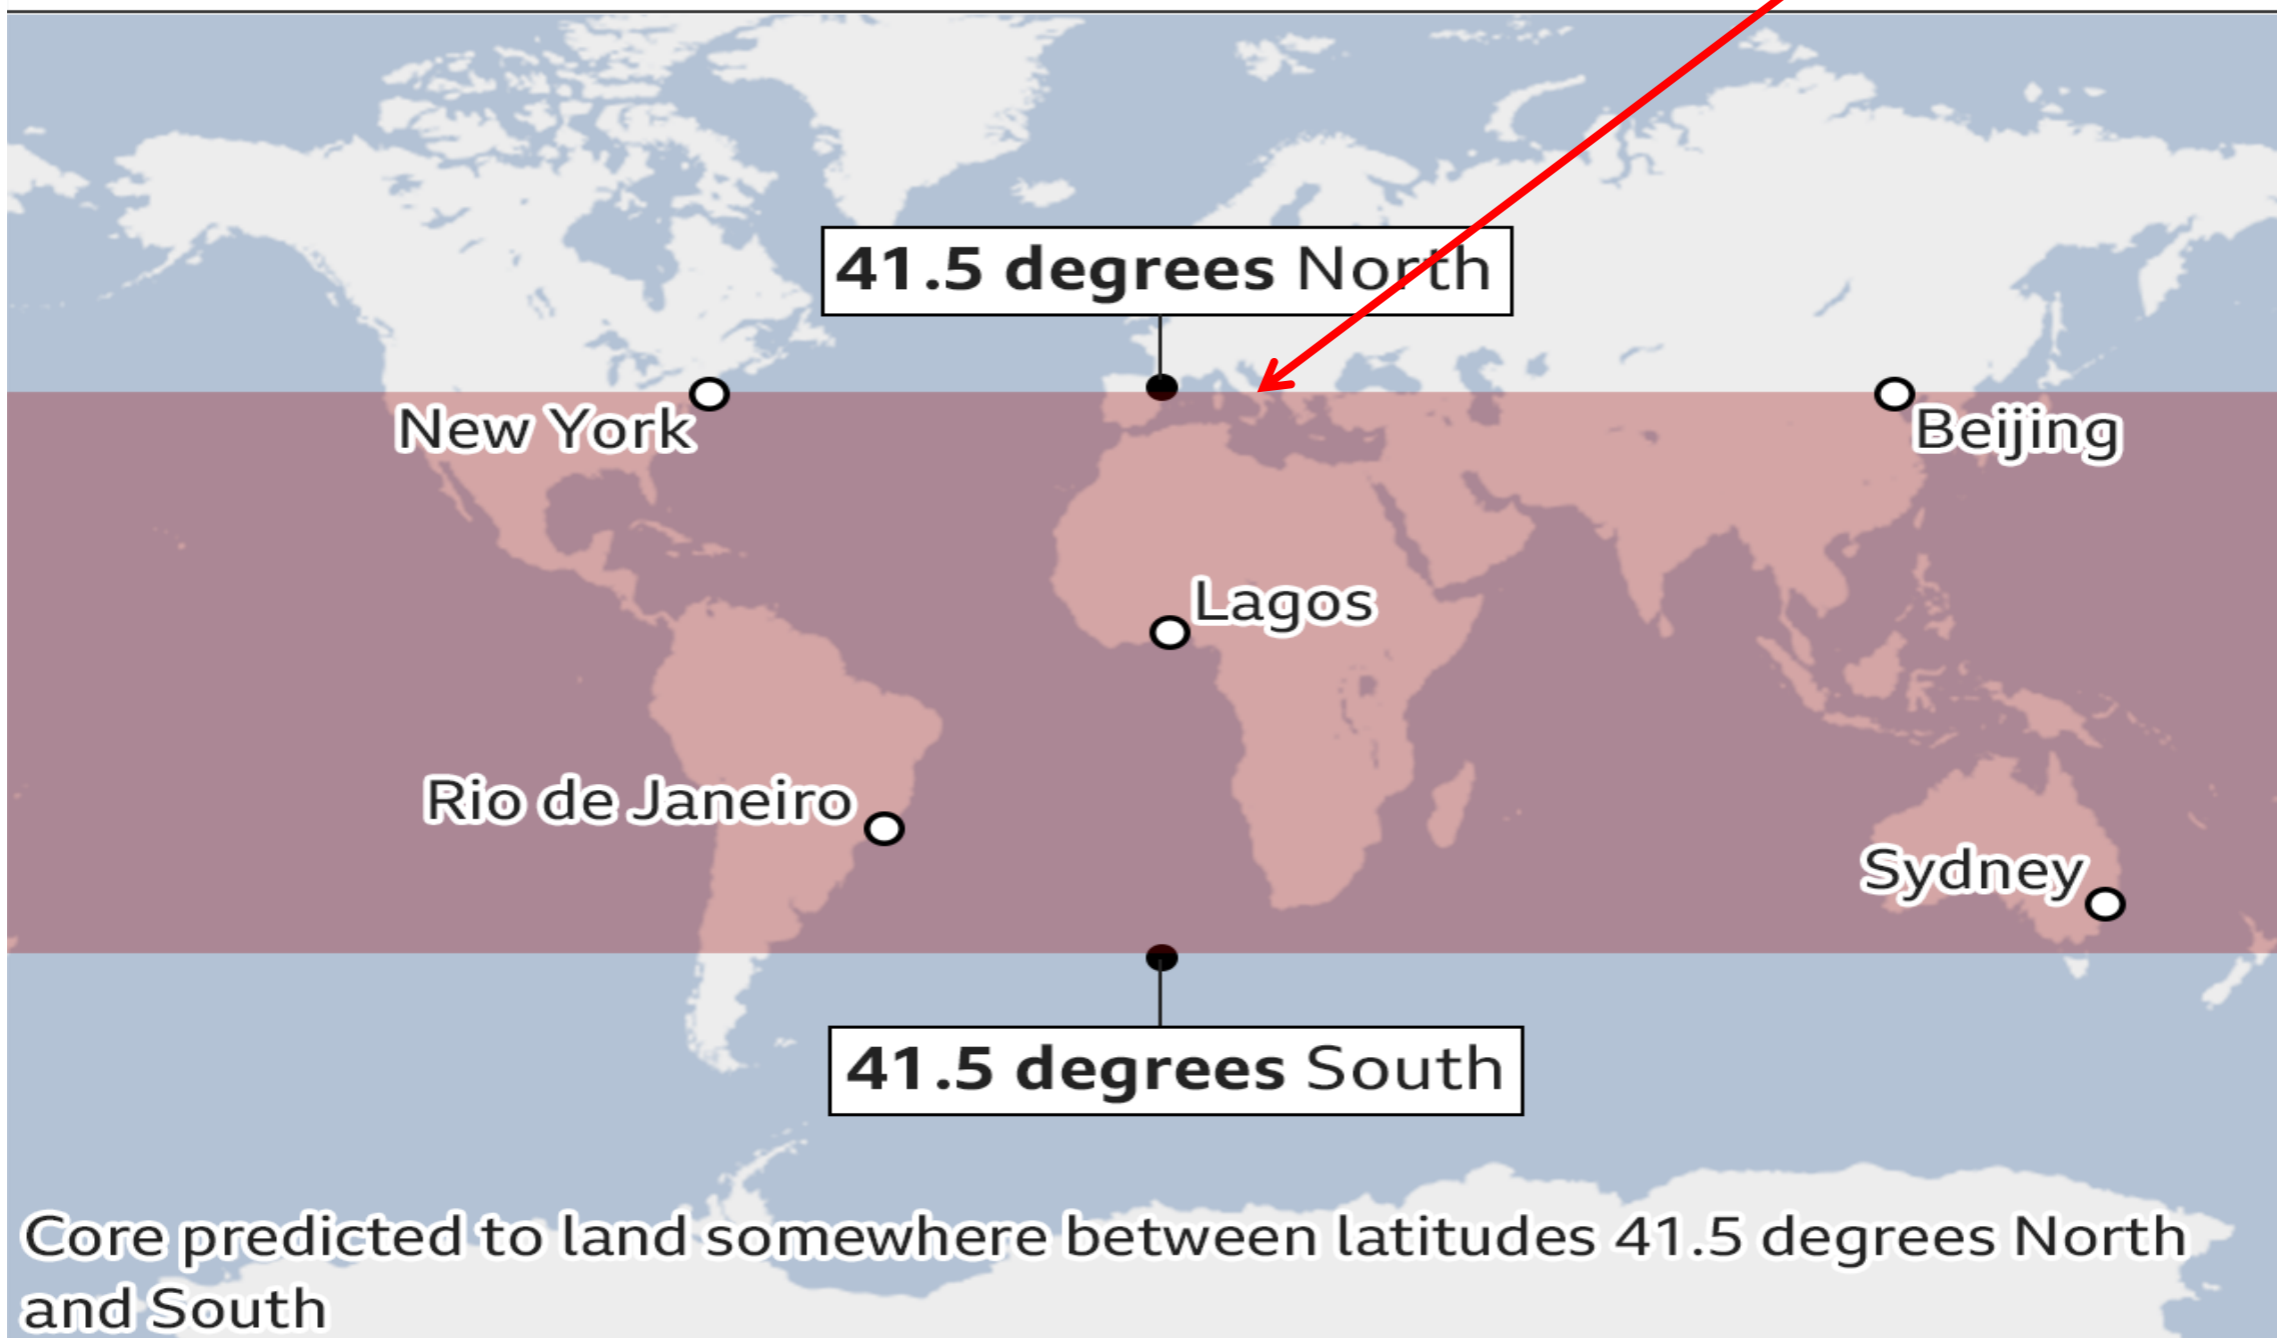 41.5 degrees North
New York
Beijing
Lagos
Rio de Janeiro
Sydney
41.5 degrees South
Core predicted to land somewhere between latitudes 41.5 degrees North
and South